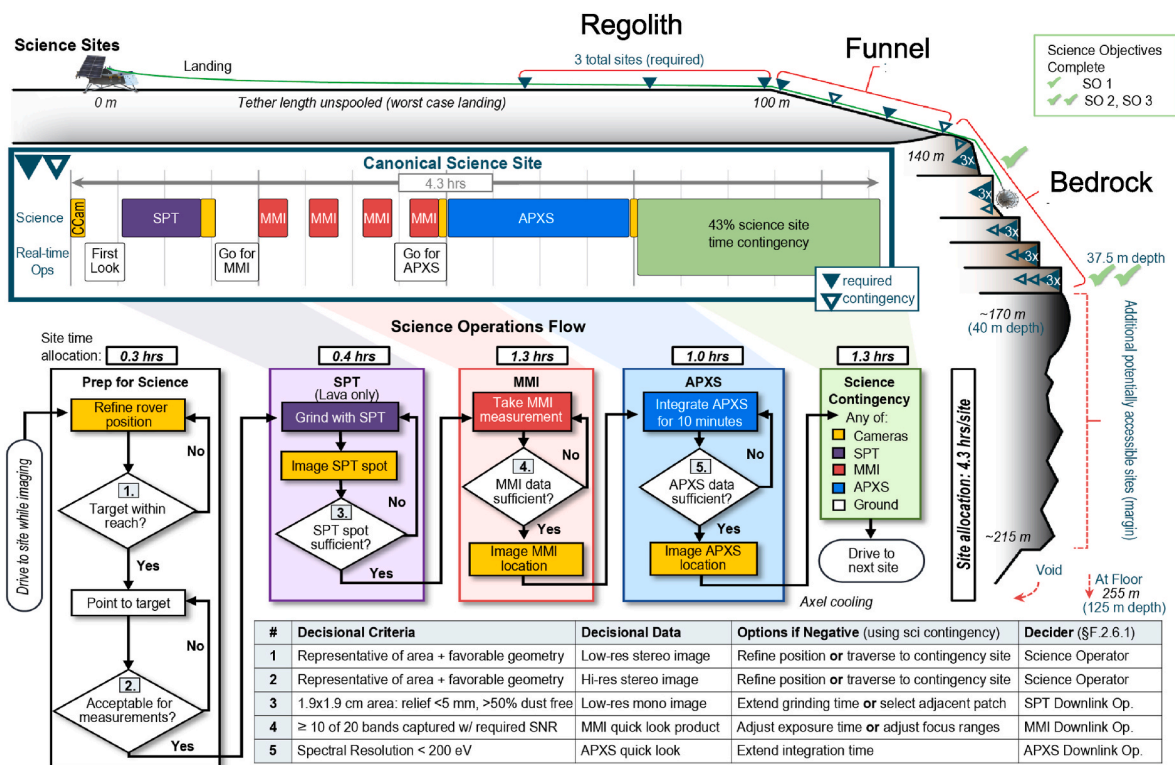 Regolith
Funnel
Science Sites
Landing
3 total sites (required)
0 m
Tether length unspooled (worst case landing)
100 m
Science Objectives
Complete
SO 1
SO 2, SO 3
140 m
3x
Bedrock
3x
3x
3x
3x
37.5 m depth
~170 m
(40 m depth)
Additional potentially accessible sites (margin)
~215 m
Void
At Floor
255 m
(125 m depth)
Canonical Science Site
4.3 hrs
Science
CCam
SPT
MMI
MMI
MMI
MMI
APXS
43% science site
time contingency
Real-time
Ops
First
Look
Go for
MMI
Go for
APXS
required
contingency
Science Operations Flow
Site time
allocation:
0.3 hrs
0.4 hrs
1.3 hrs
1.0 hrs
1.3 hrs
Drive to site while imaging
Prep for Science
Refine rover
position
No
1.
Target within
reach?
Yes
Point to target
No
2.
Acceptable for
measurements?
Yes
SPT
(Lava only)
Grind with SPT
Image SPT spot
No
3.
SPT spot
sufficient?
Yes
MMI
Take MMI
measurement
No
4.
MMI data
sufficient?
Yes
Image MMI
location
APXS
Integrate APXS
for 10 minutes
No
5.
APXS data
sufficient?
Yes
Image APXS
location
Axel cooling
Science
Contingency
Any of:
Cameras
SPT
MMI
APXS
Ground
Drive to
next site
Site allocation: 4.3 hrs/site
# Decisional Criteria Decisional Data Options if Negative (using sci contingency) Decider (§F.2.6.1)
1 Representative of area + favorable geometry Low-res stereo image Refine position or traverse to contingency site Science Operator
2 Representative of area + favorable geometry Hi-res stereo image Refine position or traverse to contingency site Science Operator
3 1.9x1.9 cm area: relief <5 mm, >50% dust free Low-res mono image Extend grinding time or select adjacent patch SPT Downlink Op.
4 ≥ 10 of 20 bands captured w/ required SNR MMI quick look product Adjust exposure time or adjust focus ranges MMI Downlink Op.
5 Spectral Resolution < 200 eV APXS quick look Extend integration time APXS Downlink Op.